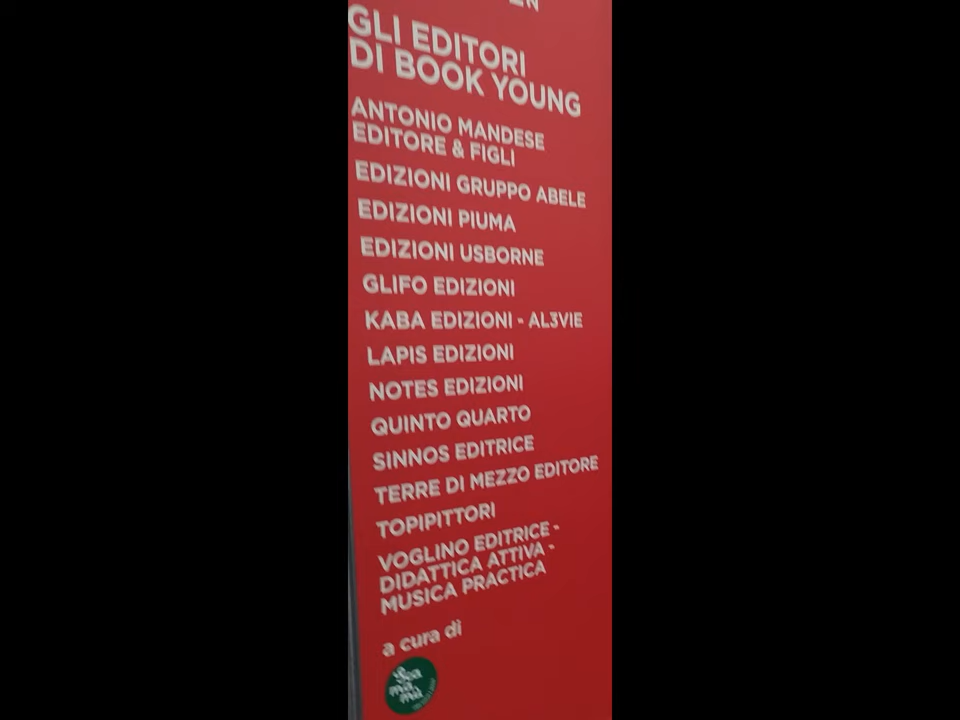 GLI EDITORI
DI BOOK YOUNG
ANTONIO MANDESE
EDITORE & FIGLI
EDIZIONI GRUPPO ABELE
EDIZIONI PIUMA
EDIZIONI USBORNE
GLIFO EDIZIONI
KABA EDIZIONI - AL3VIE
LAPIS EDIZIONI
NOTES EDIZIONI
QUINTO QUARTO
SINNOS EDITRICE
TERRE DI MEZZO EDITORE
TOPIPITTORI
VOGLINO EDITRICE -
DIDATTICA ATTIVA -
MUSICA PRACTICA
a cura di